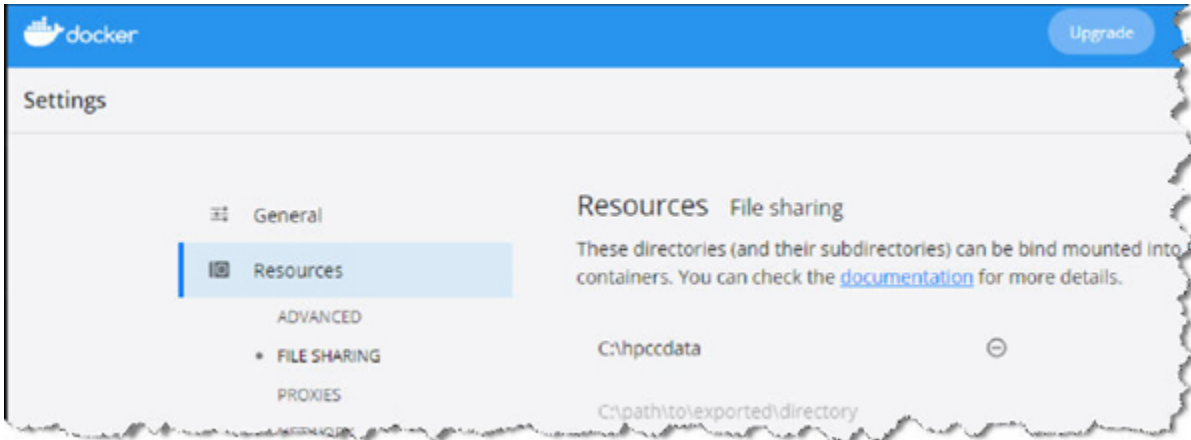 docker
Upgrade
Settings
General
Resources
ADVANCED
FILE SHARING
PROXIES
NETWORK
Resources File sharing
These directories (and their subdirectories) can be bind mounted into
containers. You can check the documentation for more details.
C:\hpccdata
C:\path\to\exported\directory